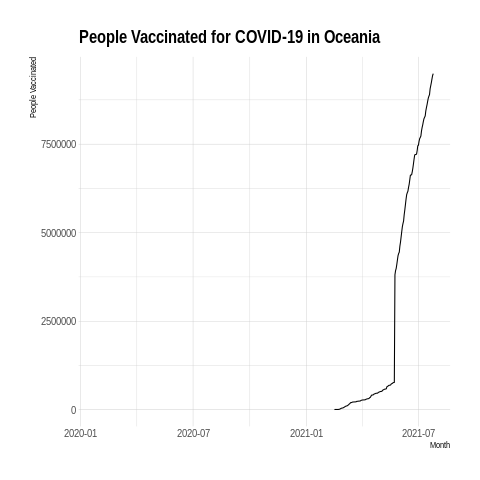 People Vaccinated for COVID-19 in Oceania
People Vaccinated
7500000
5000000
2500000
0
2020-01 2020-07 2021-01 2021-07
Month